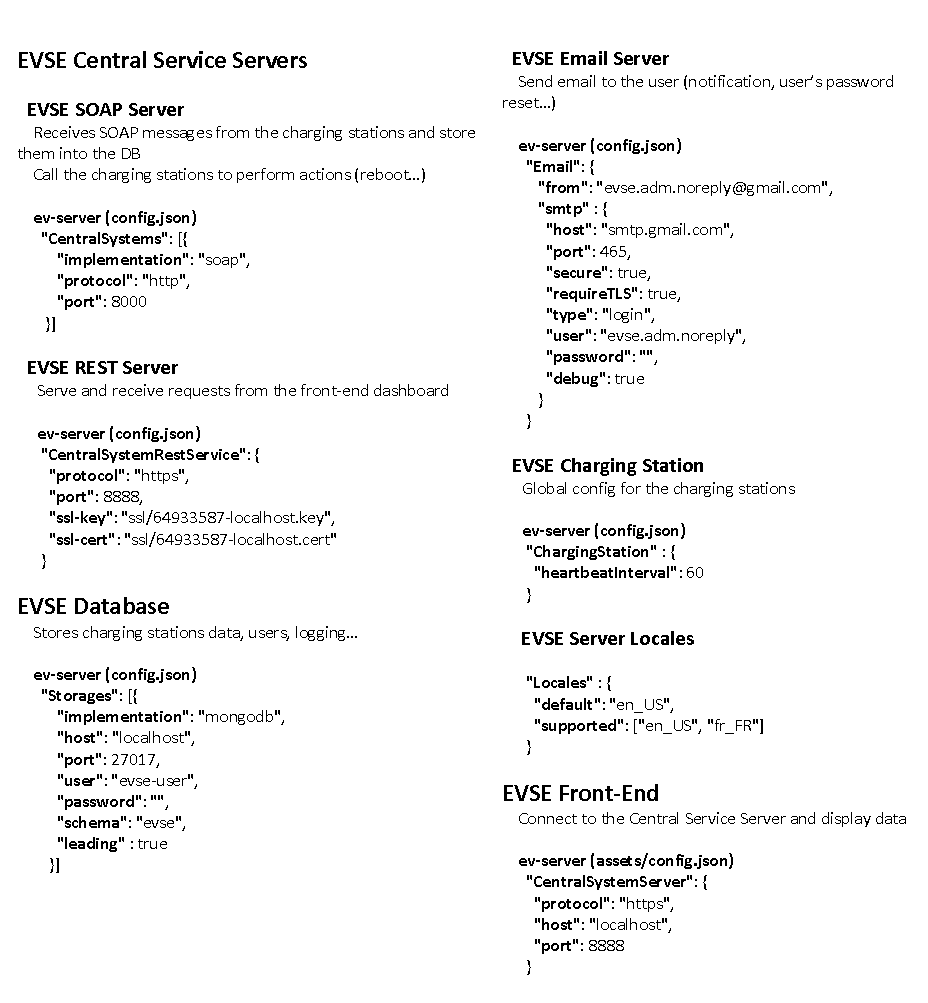 EVSE Central Service Servers
EVSE SOAP Server
Receives SOAP messages from the charging stations and store
them into the DB
Call the charging stations to perform actions (reboot...)
ev-server (config.json)
"CentralSystems": [{
"implementation": "soap",
"protocol": "http",
"port": 8000
}]
EVSE REST Server
Serve and receive requests from the front-end dashboard
ev-server (config.json)
"CentralSystemRestService": {
"protocol": "https",
"port": 8888,
"ssl-key": "ssl/64933587-localhost.key",
"ssl-cert": "ssl/64933587-localhost.cert"
}
EVSE Database
Stores charging stations data, users, logging...
ev-server (config.json)
"Storages": [{
"implementation": "mongodb",
"host": "localhost",
"port": 27017,
"user": "evse-user",
"password": "",
"schema": "evse",
"leading" : true
}]
EVSE Email Server
Send email to the user (notification, user's password
reset...)
ev-server (config.json)
"Email": {
"from": "evse.adm.noreply@gmail.com",
"smtp" : {
"host": "smtp.gmail.com",
"port": 465,
"secure": true,
"requireTLS": true,
"type": "login",
"user": "evse.adm.noreply",
"password": "",
"debug": true
}
}
EVSE Charging Station
Global config for the charging stations
ev-server (config.json)
"ChargingStation" : {
"heartbeatInterval": 60
}
EVSE Server Locales
"Locales" : {
"default": "en_US",
"supported": ["en_US", "fr_FR"]
}
EVSE Front-End
Connect to the Central Service Server and display data
ev-server (assets/config.json)
"CentralSystemServer": {
"protocol": "https",
"host": "localhost",
"port": 8888
}